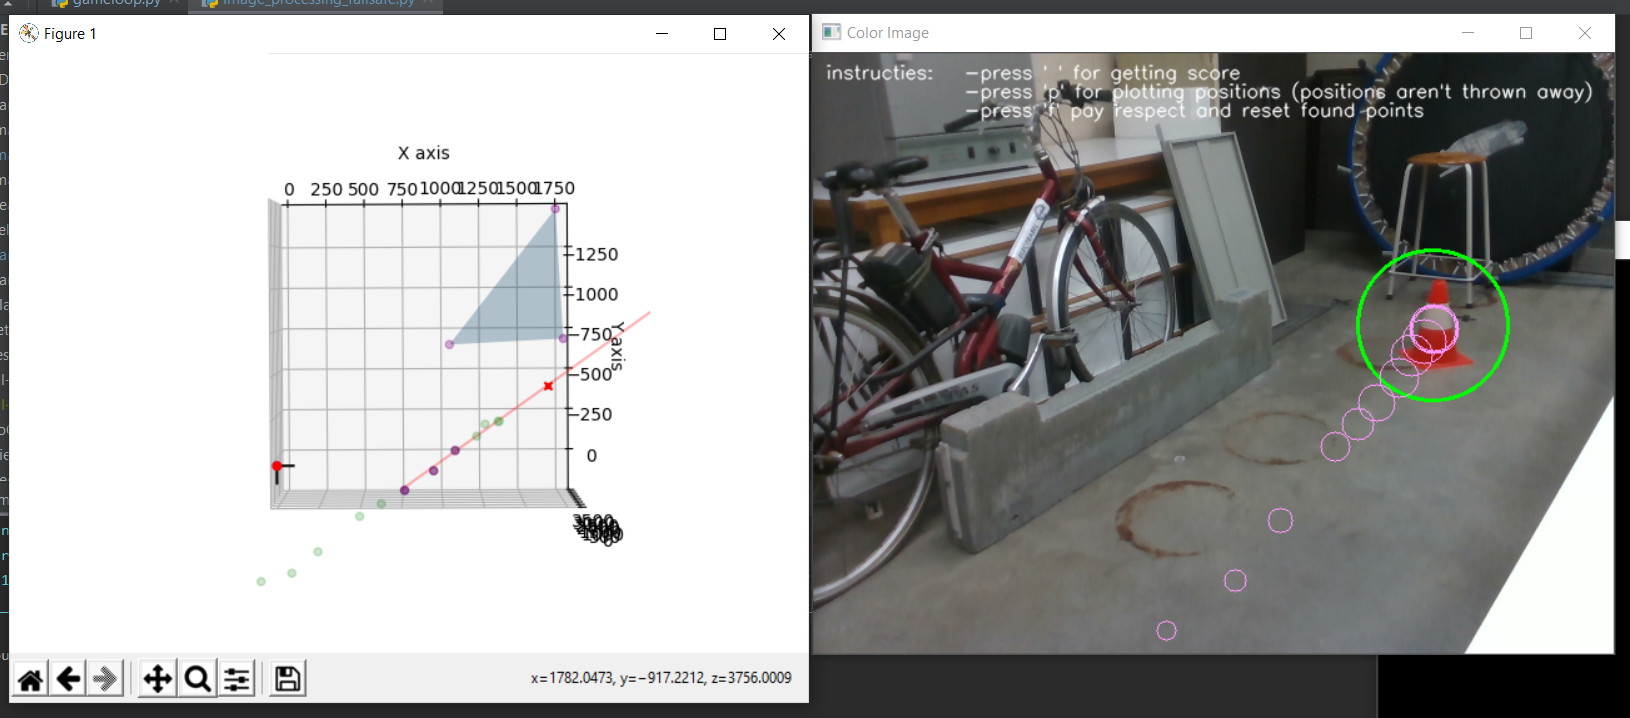 gameloop.py
image_processing_failsafe.py
Figure 1
X axis
0 250 500 750 1000 1250 1500 1750
1250
1000
750
500
250
0
Y axis
x=1782.0473, y=−917.2212, z=3756.0009
Color Image
instructies: -press ' ' for getting score
-press 'p' for plotting positions (positions aren't thrown away)
-press 'f' pay respect and reset found points